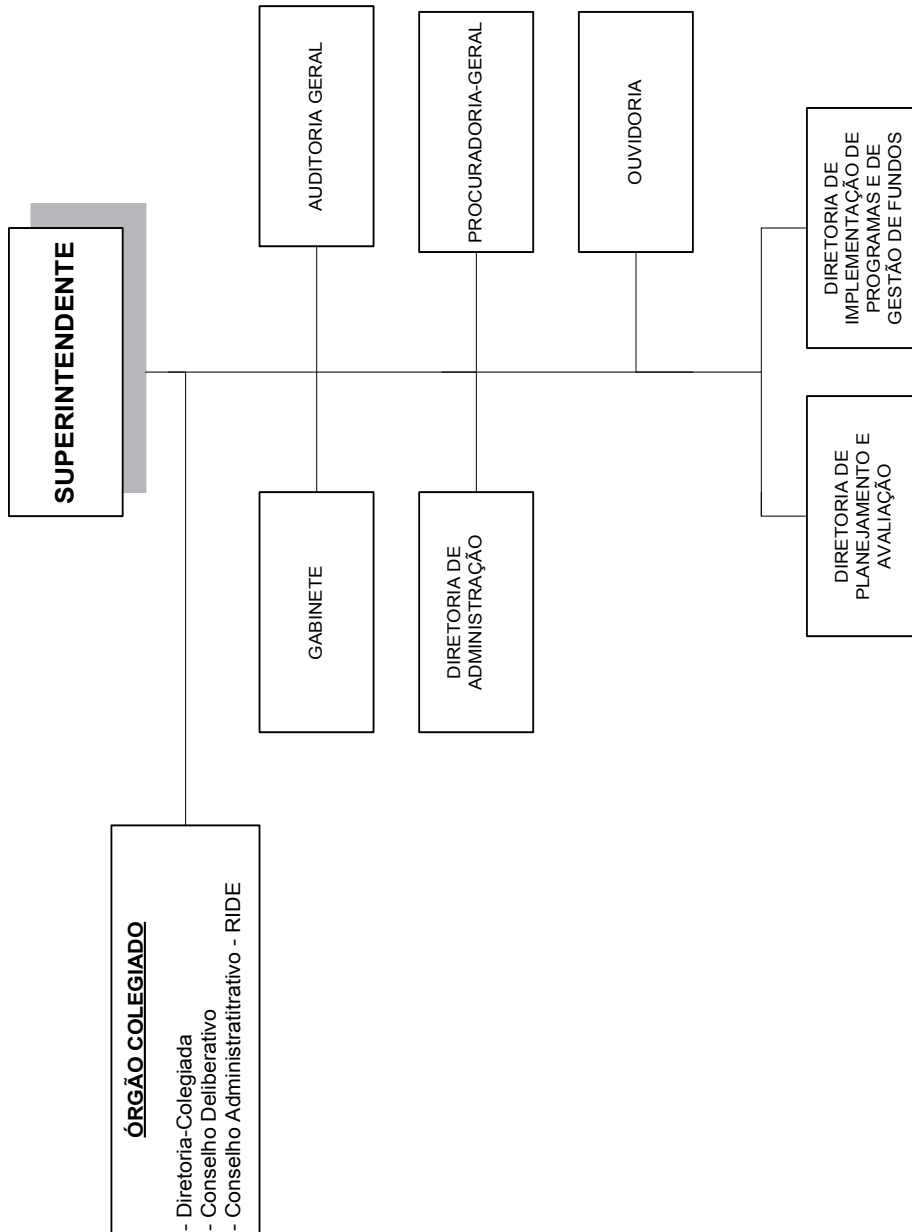 SUPERINTENDENTE
ÓRGÃO COLEGIADO
- Diretoria-Colegiada
- Conselho Deliberativo
- Conselho Administratitrativo - RIDE
GABINETE
AUDITORIA GERAL
DIRETORIA DE
ADMINISTRAÇÃO
PROCURADORIA-GERAL
OUVIDORIA
DIRETORIA DE
PLANEJAMENTO E
AVALIAÇÃO
DIRETORIA DE
IMPLEMENTAÇÃO DE
PROGRAMAS E DE
GESTÃO DE FUNDOS